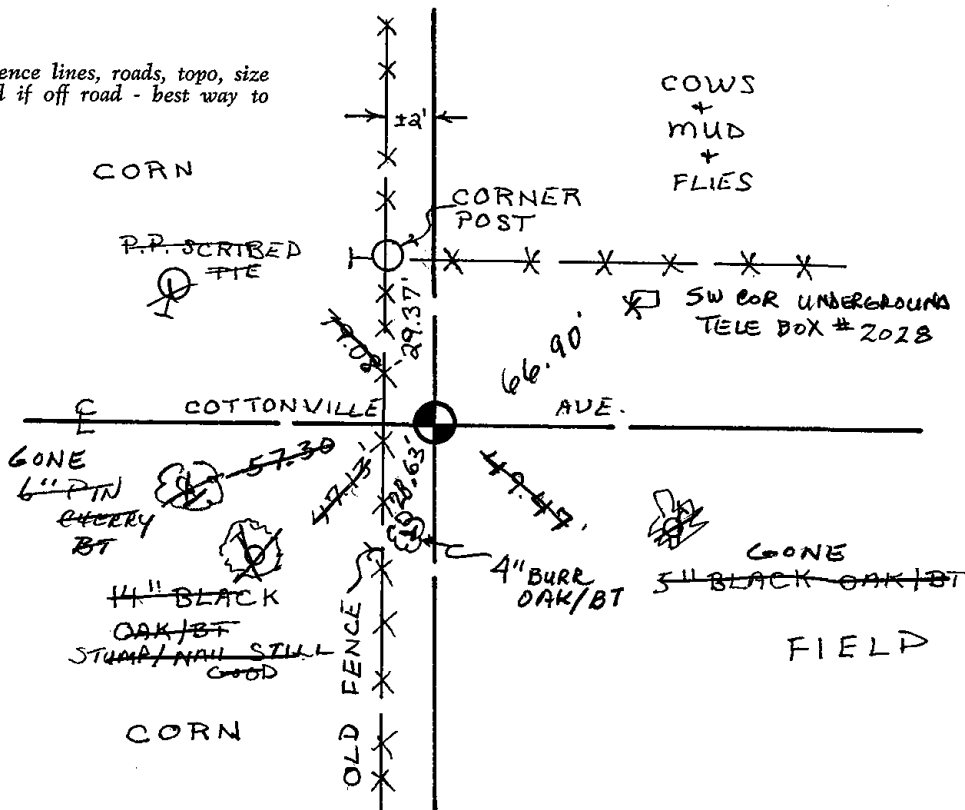 ence lines, roads, topo, size
d if off road - best way to
±2'
COWS
+
MUD
+
FLIES
CORN
CORNER
POST
P.P. SCRIBED
PIE
29.37'
SW COR UNDERGROUND
TELE BOX # 2028
66.90'
C
L
COTTONVILLE
AVE.
GONE
6" PIN
CHERRY
BT
57.30
47.13'
28.63'
49.47'
4" BURR
OAK/BT
GONE
5" BLACK OAK/BT
14" BLACK
OAK/BT
STUMP/NAIL STILL
GOOD
OLD FENCE
FIELD
CORN